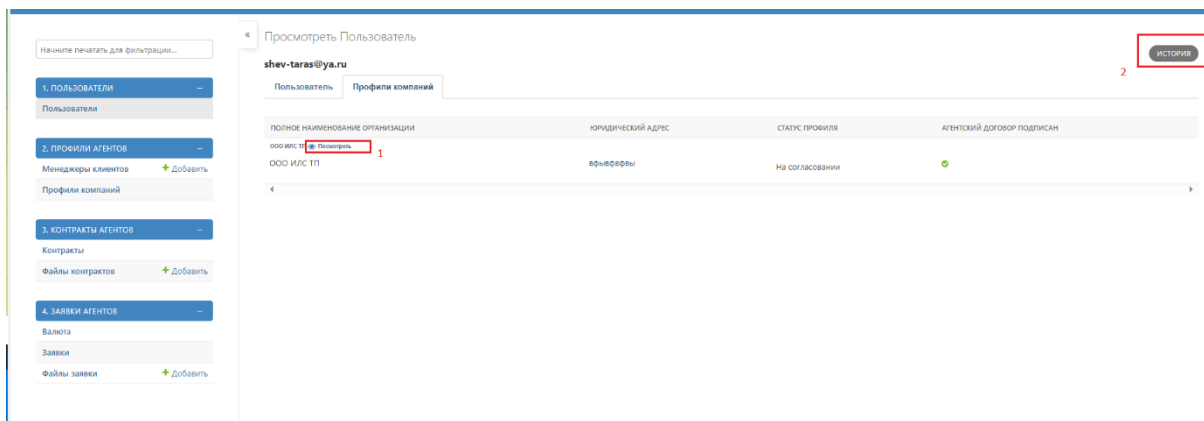 « Просмотреть Пользователь
Начните печатать для фильтрации...
ИСТОРИЯ
2
shev-taras@ya.ru
Пользователь Профили компаний
1. ПОЛЬЗОВАТЕЛИ –
Пользователи
2. ПРОФИЛИ АГЕНТОВ –
Менеджеры клиентов + Добавить
Профили компаний
3. КОНТРАКТЫ АГЕНТОВ –
Контракты
Файлы контрактов + Добавить
4. ЗАЯВКИ АГЕНТОВ –
Валюта
Заявки
Файлы заявки + Добавить
ПОЛНОЕ НАИМЕНОВАНИЕ ОРГАНИЗАЦИИ ЮРИДИЧЕСКИЙ АДРЕС СТАТУС ПРОФИЛЯ АГЕНТСКИЙ ДОГОВОР ПОДПИСАН
ООО ИЛС ТП Посмотреть 1
ООО ИЛС ТП вфывфвфвы На согласовании